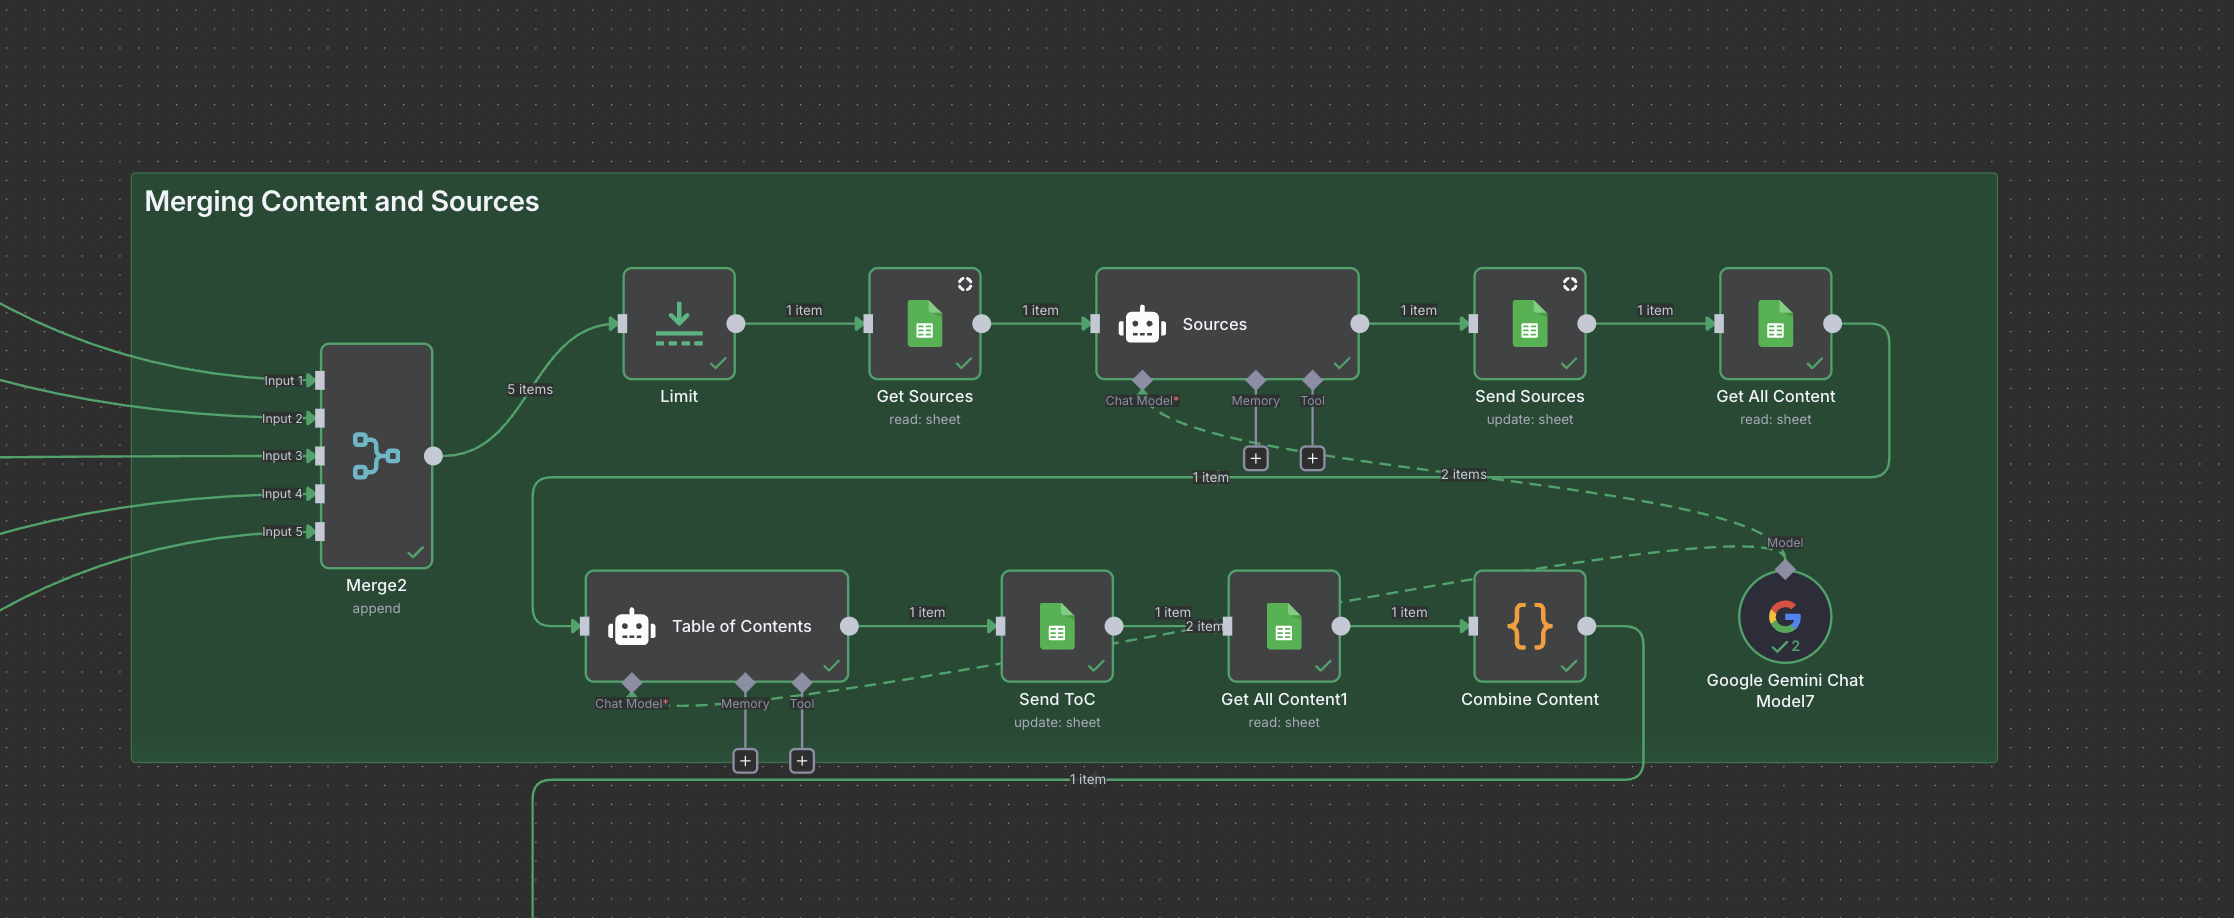 Merging Content and Sources
Input 1
Input 2
Input 3
Input 4
Input 5
Merge2
append
5 items
Limit
1 item
Get Sources
read: sheet
1 item
Sources
Chat Model*
Memory
Tool
+
+
1 item
Send Sources
update: sheet
1 item
Get All Content
read: sheet
1 item
2 items
Table of Contents
Chat Model*
Memory
Tool
+
+
1 item
Send ToC
update: sheet
1 item
2 item
Get All Content1
read: sheet
1 item
{}
Combine Content
Model
G
2
Google Gemini Chat
Model7
1 item